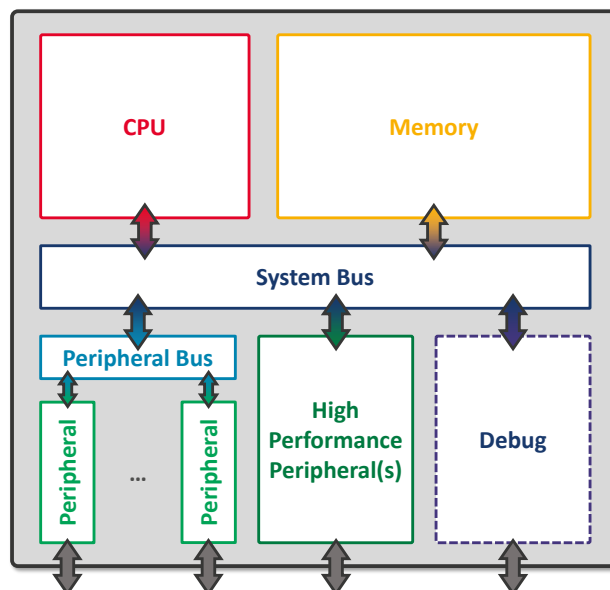 CPU
Memory
System Bus
Peripheral Bus
Peripheral
...
Peripheral
High
Performance
Peripheral(s)
Debug